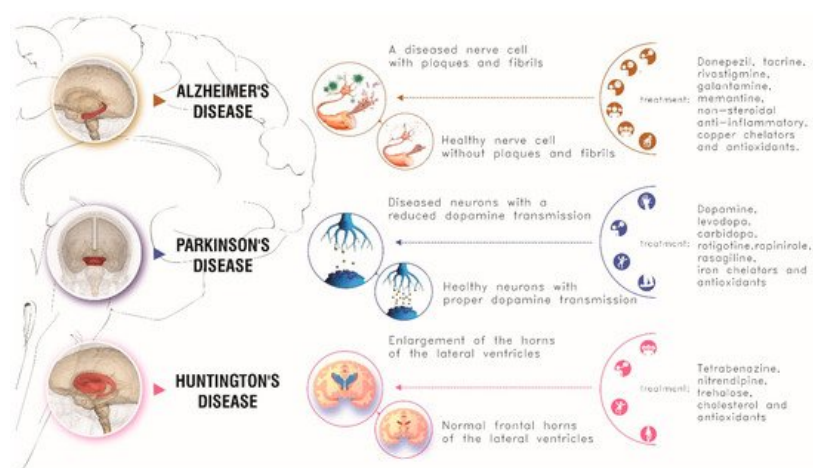 ALZHEIMER'S
DISEASE
A diseased nerve cell
with plaques and fibrils
Healthy nerve cell
without plaques and fibrils
treatment:
Donepezil, tacrine,
rivastigmine,
galantamine,
memantine,
non-steroidal
anti-inflammatory,
copper chelators
and antioxidants.
PARKINSON'S
DISEASE
Diseased neurons with a
reduced dopamine transmission
Healthy neurons with
proper dopamine transmission
treatment:
Dopamine,
levodopa,
carbidopa,
rotigotine,ropinirole,
rasagiline,
iron chelators and
antioxidants
HUNTINGTON'S
DISEASE
Enlargement of the horns
of the lateral ventricles
Normal frontal horns
of the lateral ventricles
treatment:
Tetrabenazine,
nitrendipine,
trehalose,
cholesterol and
antioxidants